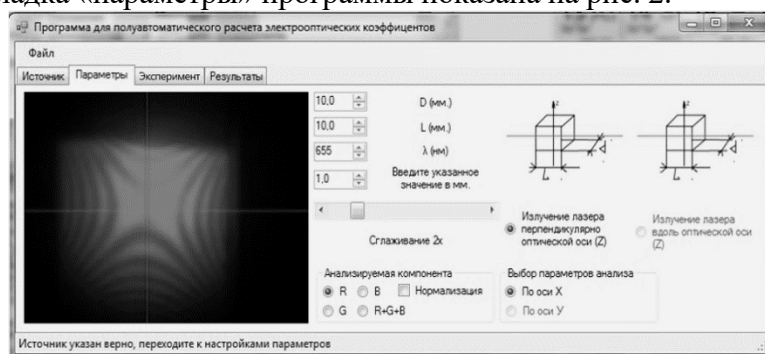 «параметры» программы показана на рис. 2.
Программа для полуавтоматического расчета электрооптических коэффицентов
Файл
Источник Параметры Эксперимент Результаты
10,0 D (мм.)
10,0 L (мм.)
655 λ (нм)
1,0 Введите указанное
значение в мм.
Сглаживание 2x
z
d
L
z
d
L
Излучение лазера
перпендикулярно
оптической оси (Z)
Излучение лазера
вдоль оптической оси
(Z)
Анализируемая компонента
R B Нормализация
G R+G+B
Выбор параметров анализа
По оси X
По оси У
Источник указан верно, переходите к настройками параметров